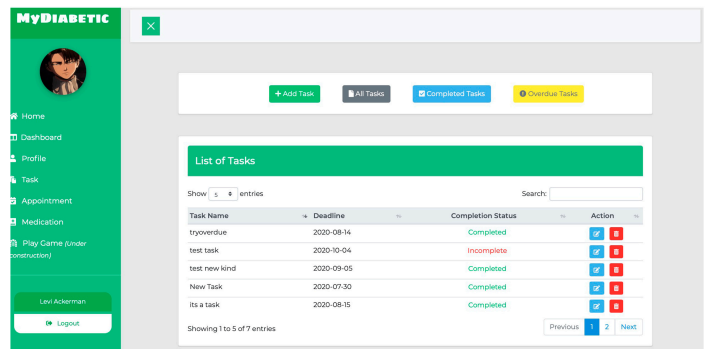 MyDiabetic
Home
Dashboard
Profile
Task
Appointment
Medication
Play Game (Under
construction)
Levi Ackerman
Logout
+ Add Task
All Tasks
Completed Tasks
Overdue Tasks
List of Tasks
Show 5 entries
Search:
Task Name Deadline Completion Status Action
tryoverdue 2020-08-14 Completed
test task 2020-10-04 Incomplete
test new kind 2020-09-05 Completed
New Task 2020-07-30 Completed
its a task 2020-08-15 Completed
Showing 1 to 5 of 7 entries
Previous 1 2 Next